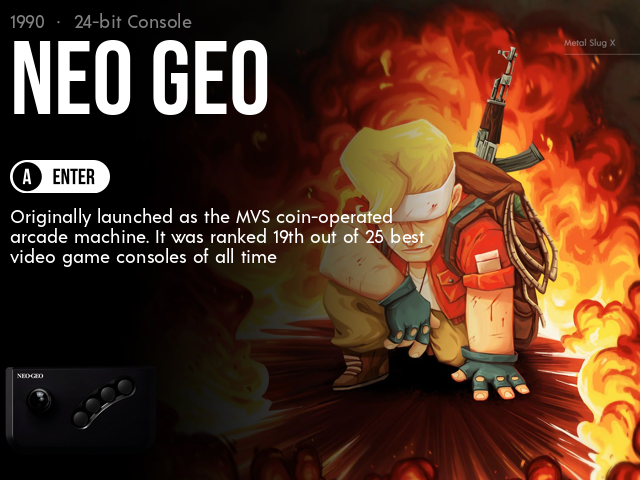 1990 · 24-bit Console
Metal Slug X
NEO GEO
A ENTER
Originally launched as the MVS coin-operated
arcade machine. It was ranked 19th out of 25 best
video game consoles of all time
NEO·GEO